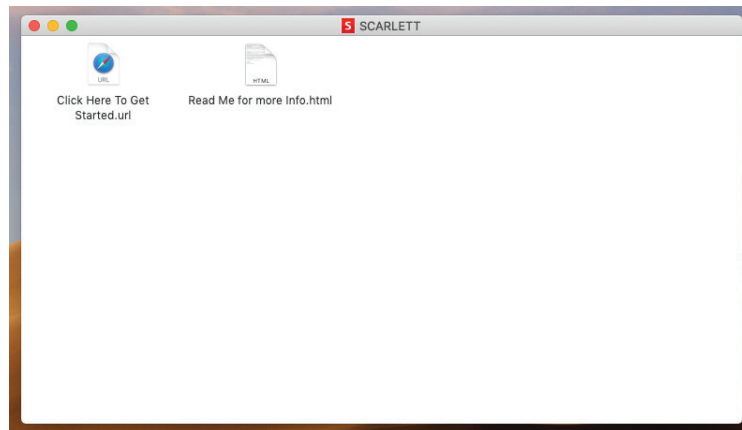 S SCARLETT
URL
HTML
Click Here To Get
Started.url
Read Me for more Info.html